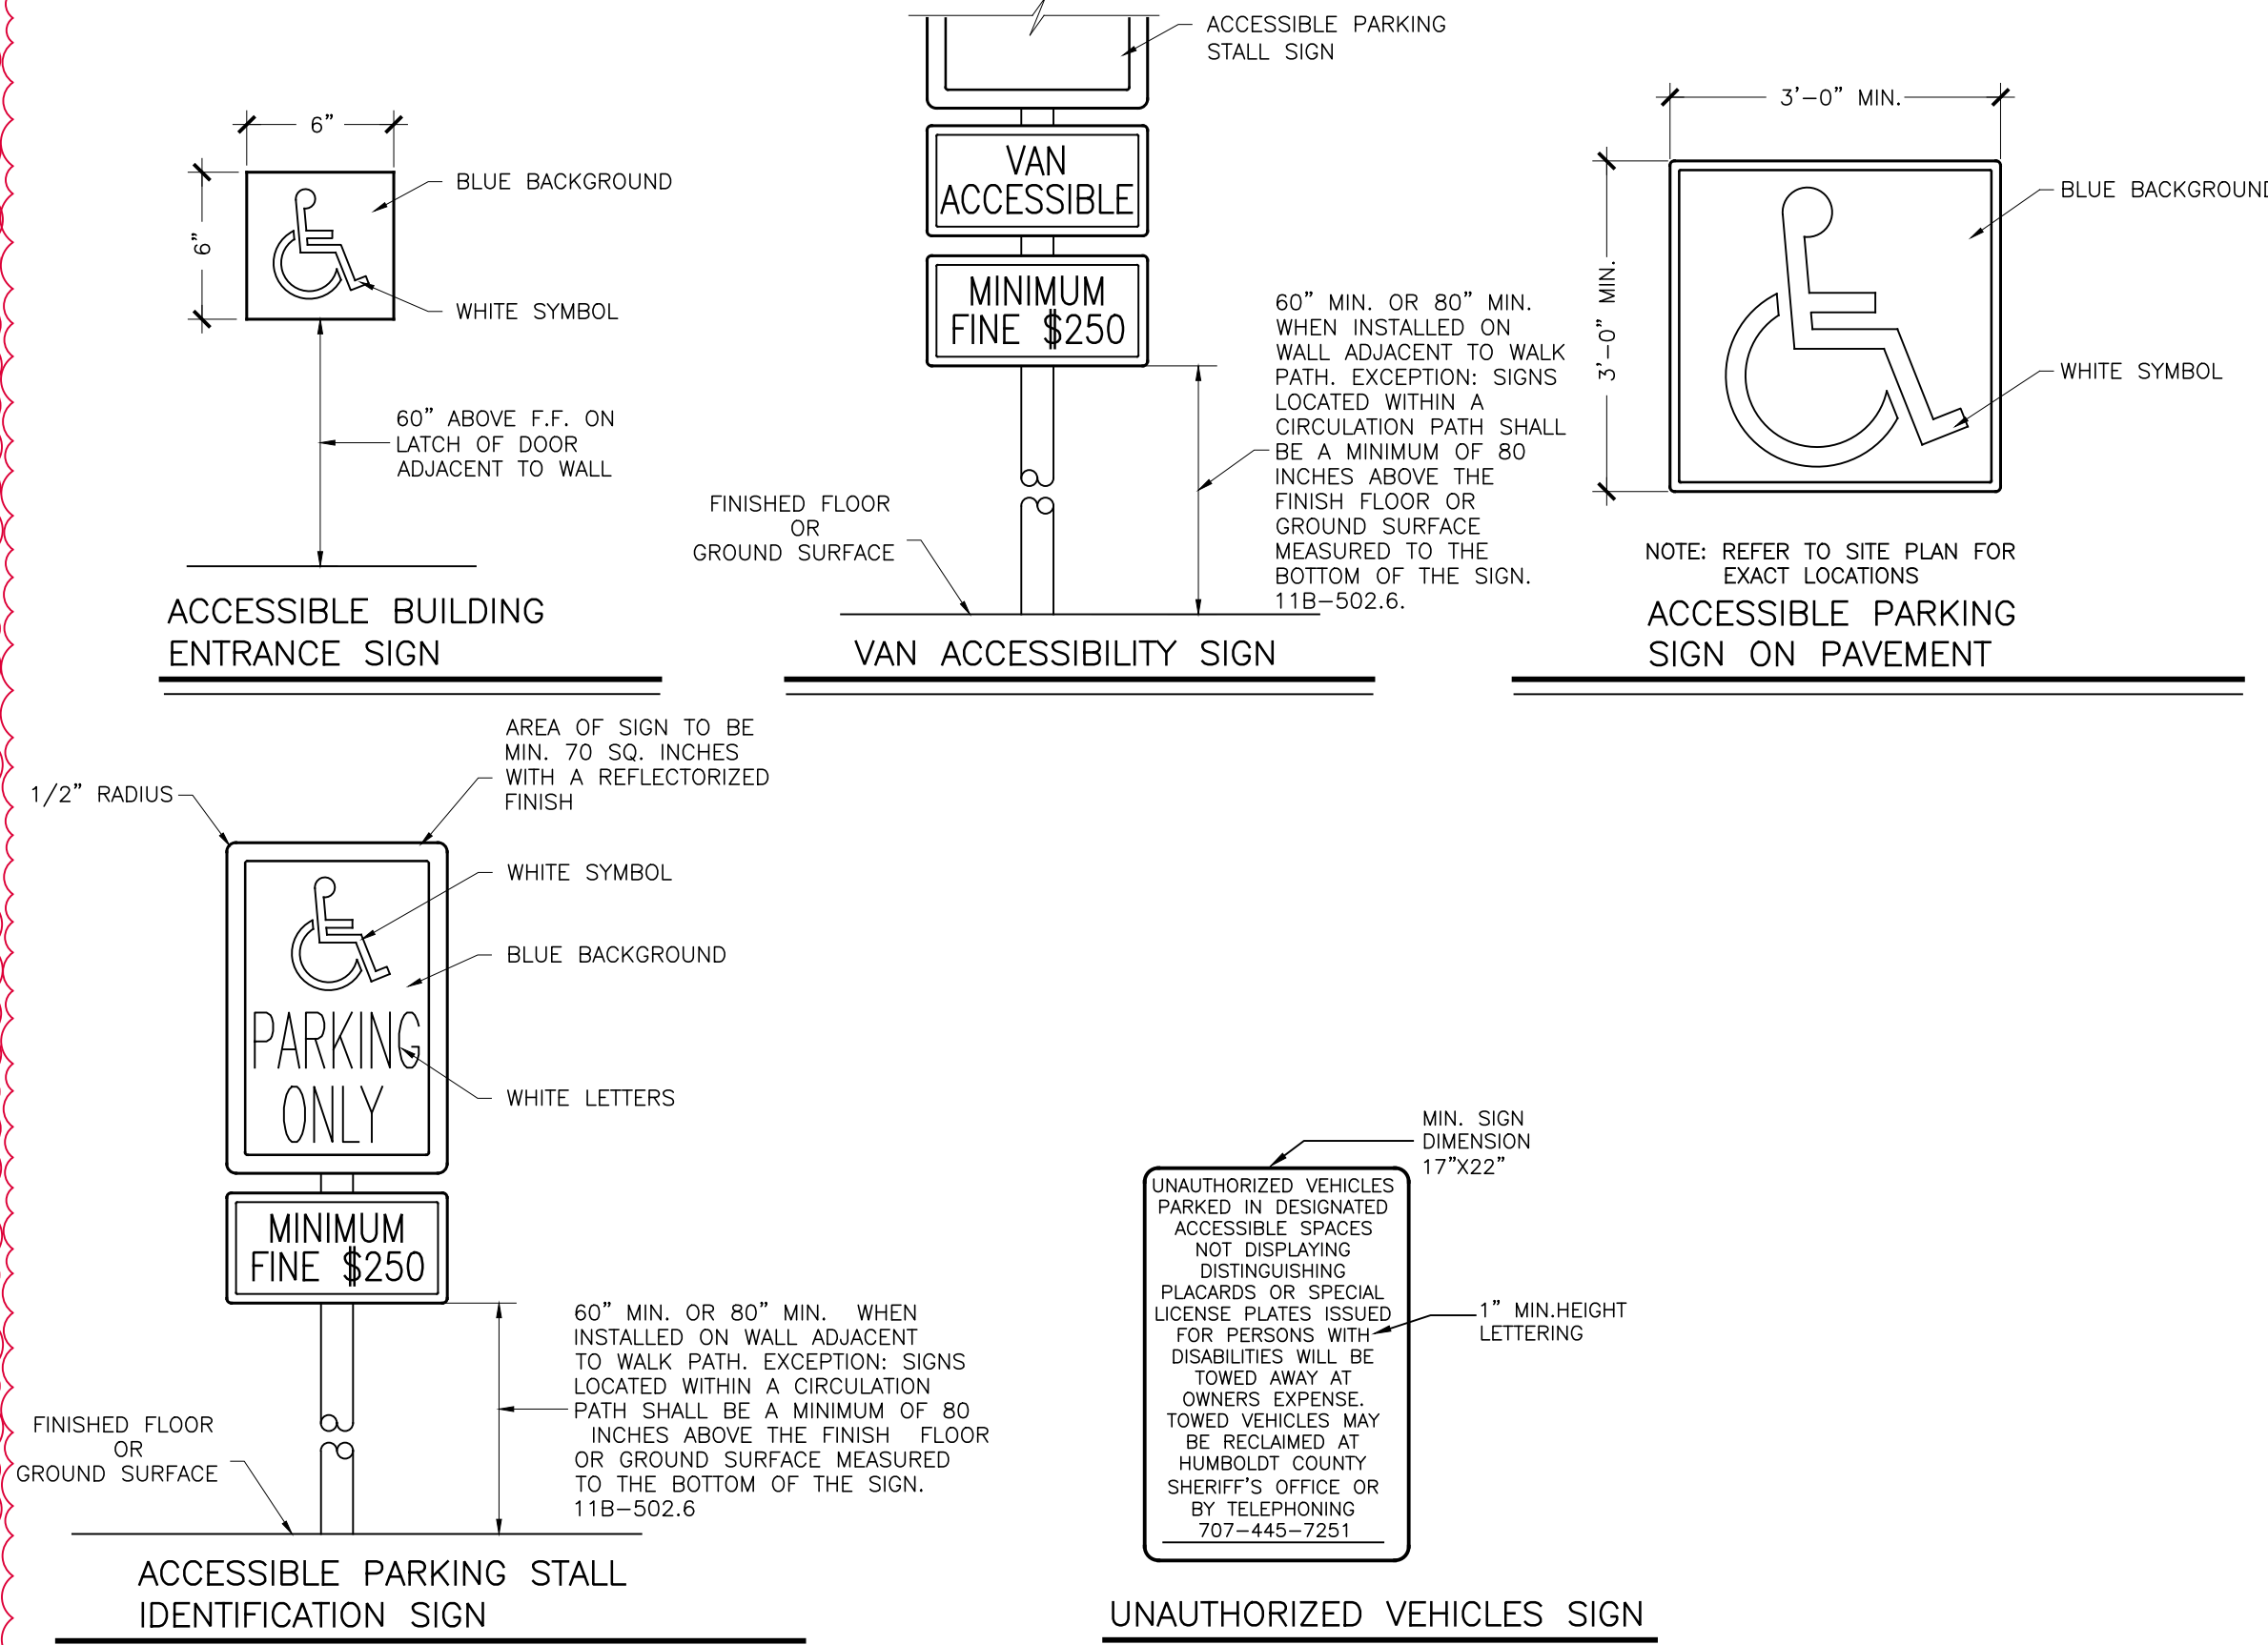 6"
6"
BLUE BACKGROUND
WHITE SYMBOL
60" ABOVE F.F. ON
LATCH OF DOOR
ADJACENT TO WALL
ACCESSIBLE BUILDING
ENTRANCE SIGN
ACCESSIBLE PARKING
STALL SIGN
VAN
ACCESSIBLE
MINIMUM
FINE $250
60" MIN. OR 80" MIN.
WHEN INSTALLED ON
WALL ADJACENT TO WALK
PATH. EXCEPTION: SIGNS
LOCATED WITHIN A
CIRCULATION PATH SHALL
BE A MINIMUM OF 80
INCHES ABOVE THE
FINISH FLOOR OR
GROUND SURFACE
MEASURED TO THE
BOTTOM OF THE SIGN.
11B-502.6.
FINISHED FLOOR
OR
GROUND SURFACE
VAN ACCESSIBILITY SIGN
3'-0" MIN.
3'-0" MIN.
BLUE BACKGROUND
WHITE SYMBOL
NOTE: REFER TO SITE PLAN FOR
EXACT LOCATIONS
ACCESSIBLE PARKING
SIGN ON PAVEMENT
AREA OF SIGN TO BE
MIN. 70 SQ. INCHES
WITH A REFLECTORIZED
FINISH
1/2" RADIUS
WHITE SYMBOL
BLUE BACKGROUND
PARKING
ONLY
WHITE LETTERS
MINIMUM
FINE $250
60" MIN. OR 80" MIN. WHEN
INSTALLED ON WALL ADJACENT
TO WALK PATH. EXCEPTION: SIGNS
LOCATED WITHIN A CIRCULATION
PATH SHALL BE A MINIMUM OF 80
INCHES ABOVE THE FINISH FLOOR
OR GROUND SURFACE MEASURED
TO THE BOTTOM OF THE SIGN.
11B-502.6
FINISHED FLOOR
OR
GROUND SURFACE
ACCESSIBLE PARKING STALL
IDENTIFICATION SIGN
MIN. SIGN
DIMENSION
17"X22"
UNAUTHORIZED VEHICLES
PARKED IN DESIGNATED
ACCESSIBLE SPACES
NOT DISPLAYING
DISTINGUISHING
PLACARDS OR SPECIAL
LICENSE PLATES ISSUED
FOR PERSONS WITH
DISABILITIES WILL BE
TOWED AWAY AT
OWNERS EXPENSE.
TOWED VEHICLES MAY
BE RECLAIMED AT
HUMBOLDT COUNTY
SHERIFF'S OFFICE OR
BY TELEPHONING
707-445-7251
1" MIN.HEIGHT
LETTERING
UNAUTHORIZED VEHICLES SIGN